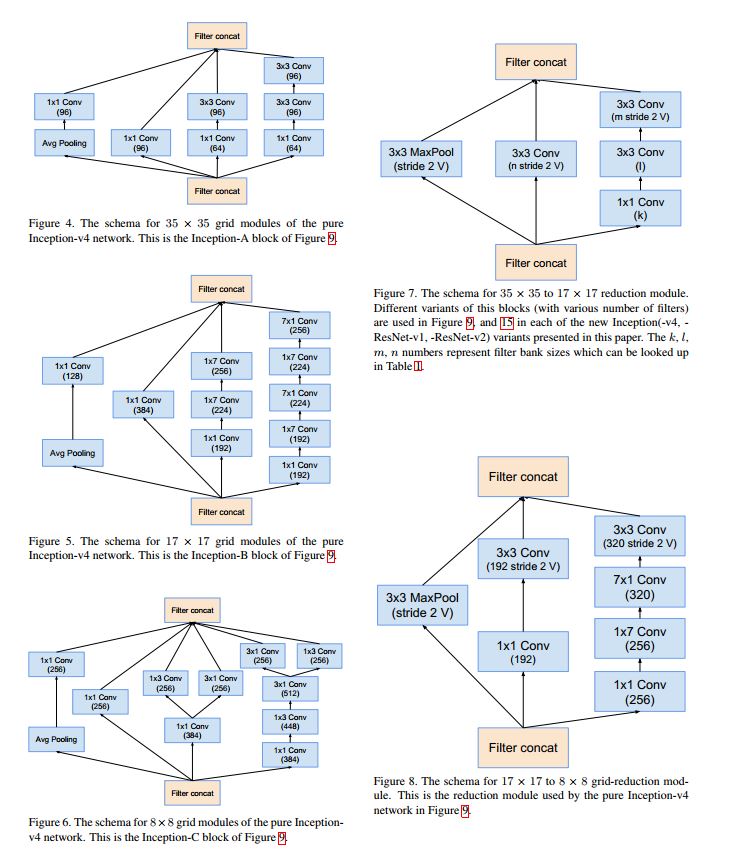 Filter concat
3x3 Conv
(96)
1x1 Conv
(96)
3x3 Conv
(96)
3x3 Conv
(96)
Avg Pooling
1x1 Conv
(96)
1x1 Conv
(64)
1x1 Conv
(64)
Filter concat
Figure 4. The schema for 35 × 35 grid modules of the pure
Inception-v4 network. This is the Inception-A block of Figure 9.
Filter concat
7x1 Conv
(256)
1x1 Conv
(128)
1x7 Conv
(256)
1x7 Conv
(224)
1x1 Conv
(384)
1x7 Conv
(224)
7x1 Conv
(224)
Avg Pooling
1x1 Conv
(192)
1x7 Conv
(192)
1x1 Conv
(192)
Filter concat
Figure 5. The schema for 17 × 17 grid modules of the pure
Inception-v4 network. This is the Inception-B block of Figure 9.
Filter concat
1x1 Conv
(256)
3x1 Conv
(256)
1x3 Conv
(256)
1x1 Conv
(256)
1x3 Conv
(256)
3x1 Conv
(256)
3x1 Conv
(512)
Avg Pooling
1x1 Conv
(384)
1x3 Conv
(448)
1x1 Conv
(384)
Filter concat
Figure 6. The schema for 8×8 grid modules of the pure Inception-
v4 network. This is the Inception-C block of Figure 9.
Filter concat
3x3 Conv
(m stride 2 V)
3x3 MaxPool
(stride 2 V)
3x3 Conv
(n stride 2 V)
3x3 Conv
(l)
1x1 Conv
(k)
Filter concat
Figure 7. The schema for 35 × 35 to 17 × 17 reduction module.
Different variants of this blocks (with various number of filters)
are used in Figure 9, and 15 in each of the new Inception(-v4, -
ResNet-v1, -ResNet-v2) variants presented in this paper. The k, l,
m, n numbers represent filter bank sizes which can be looked up
in Table 1.
Filter concat
3x3 Conv
(192 stride 2 V)
3x3 Conv
(320 stride 2 V)
3x3 MaxPool
(stride 2 V)
7x1 Conv
(320)
1x1 Conv
(192)
1x7 Conv
(256)
1x1 Conv
(256)
Filter concat
Figure 8. The schema for 17 × 17 to 8 × 8 grid-reduction mod-
ule. This is the reduction module used by the pure Inception-v4
network in Figure 9.